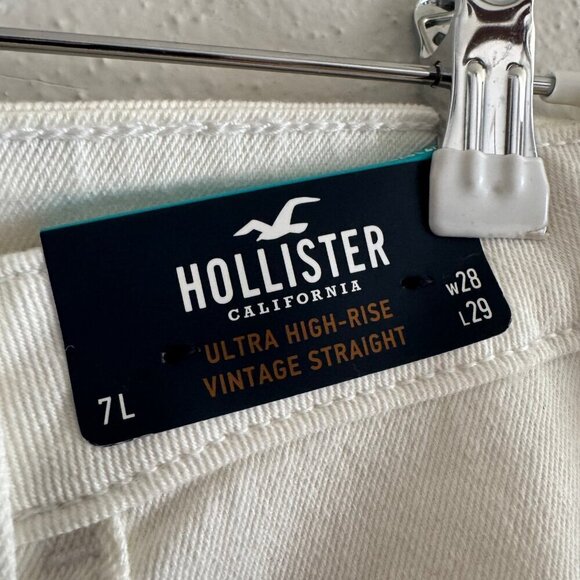 HOLLISTER
CALIFORNIA
ULTRA HIGH-RISE
VINTAGE STRAIGHT
7L
W28
L29